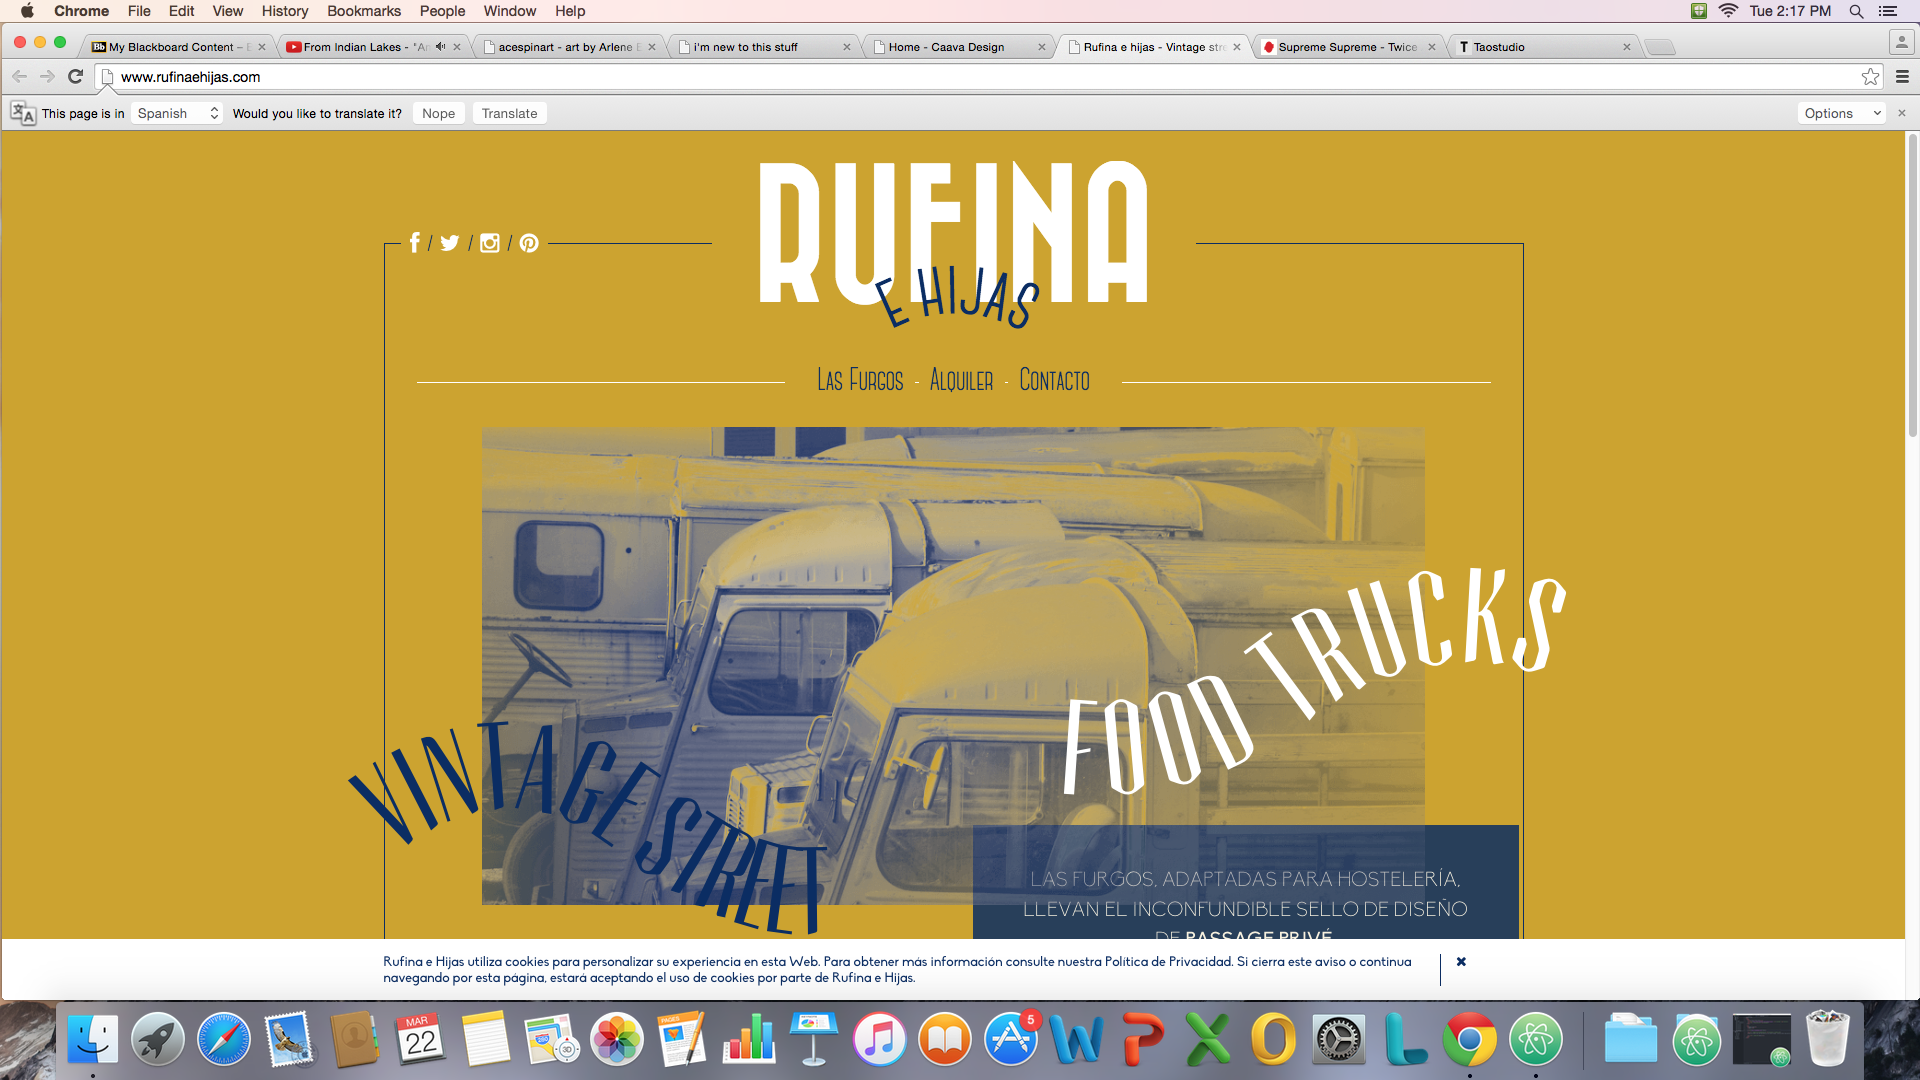 Chrome File Edit View History Bookmarks People Window Help Tue 2:17 PM
Bb My Blackboard Content – From Indian Lakes - "A acespinart - art by Arlene i'm new to this stuff Home - Caava Design Rufina e hijas - Vintage Supreme Supreme - Twice T Taostudio
www.rufinaehijas.com
This page is in Spanish Would you like to translate it? Nope Translate Options
RUFINA
E HIJAS
f / / /
LAS FURGOS - ALQUILER - CONTACTO
FOOD TRUCKS
VINTAGE STREET
LAS FURGOS, ADAPTADAS PARA HOSTELERÍA,
LLEVAN EL INCONFUNDIBLE SELLO DE DISEÑO
DE PASSAGE PRIVÉ
Rufina e Hijas utiliza cookies para personalizar su experiencia en esta Web. Para obtener más información consulte nuestra Política de Privacidad. Si cierra este aviso o continua
navegando por esta página, estará aceptando el uso de cookies por parte de Rufina e Hijas.
MAR
22
PAGES
3D
5
W P X O L